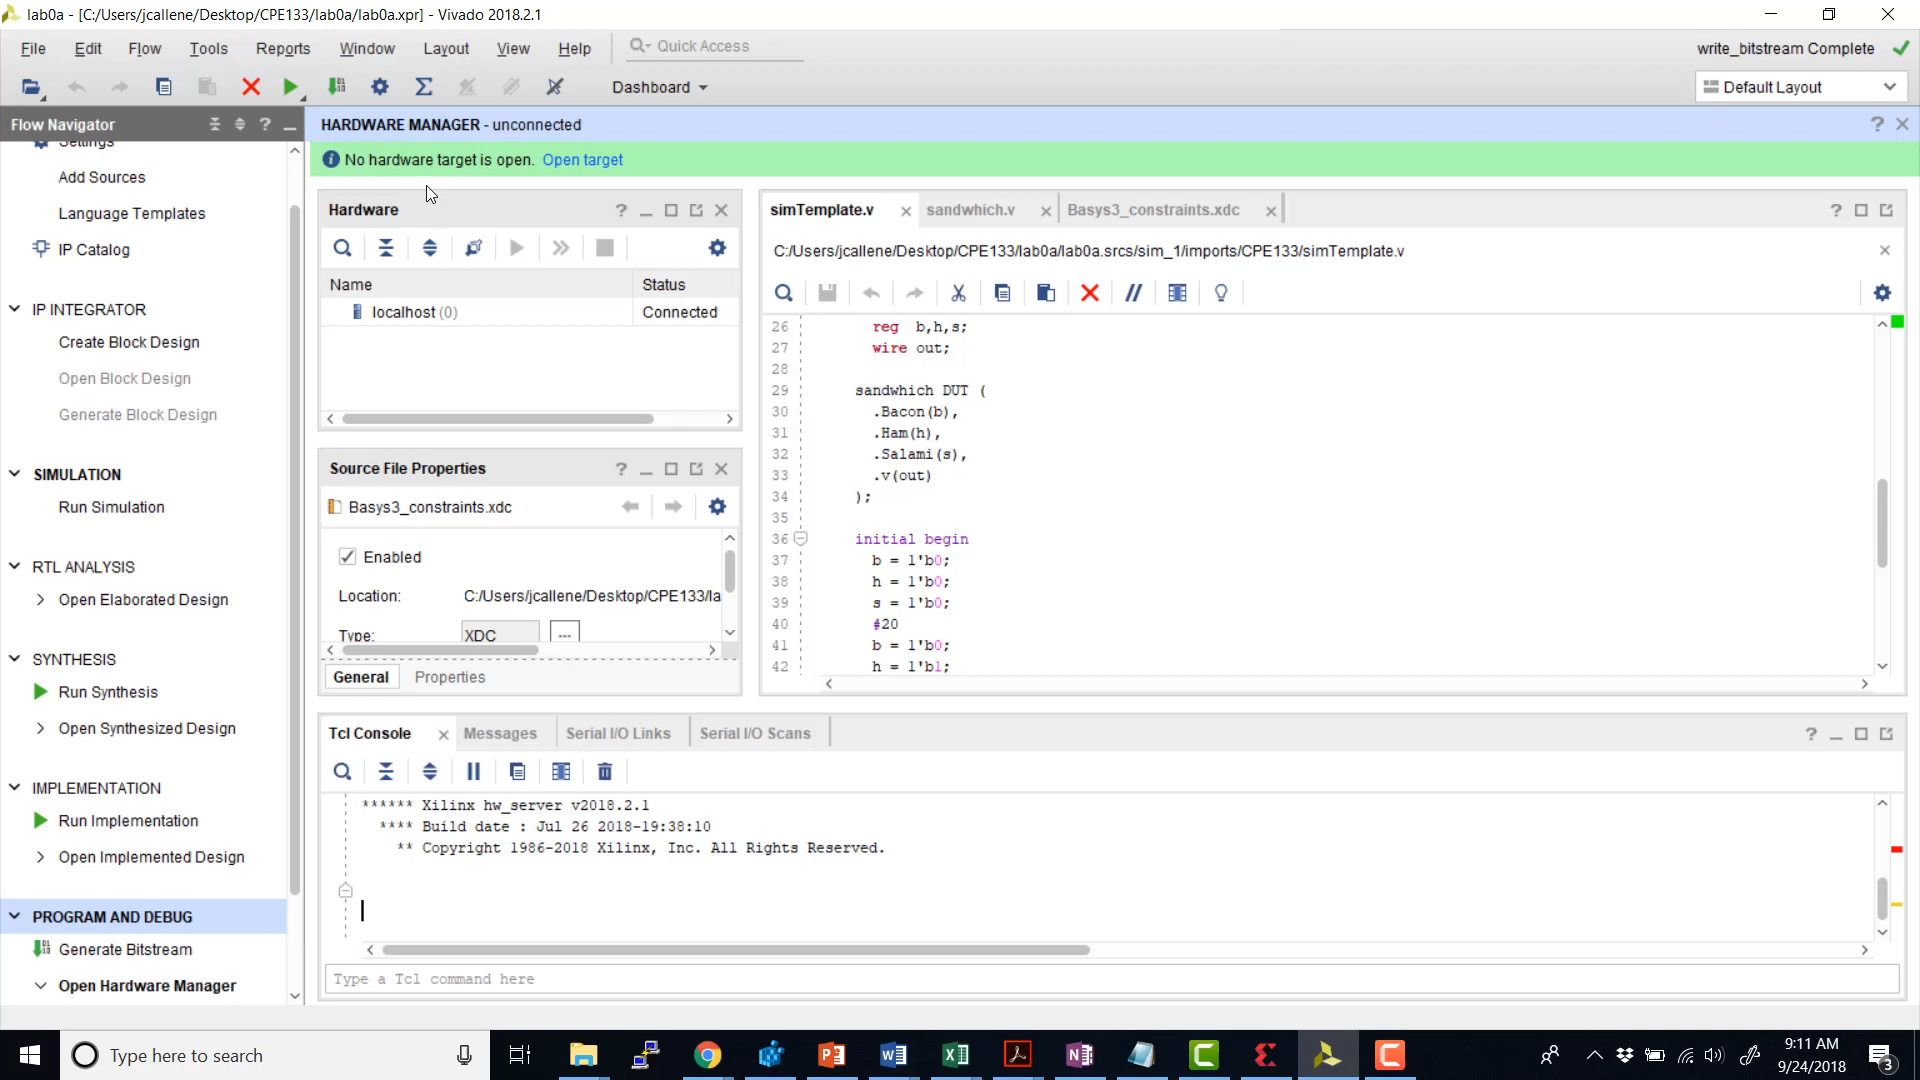 lab0a - [C:/Users/jcallene/Desktop/CPE133/lab0a/lab0a.xpr] - Vivado 2018.2.1
File Edit Flow Tools Reports Window Layout View Help Quick Access
write_bitstream Complete
Dashboard
Default Layout
Flow Navigator
Settings
Add Sources
Language Templates
IP Catalog
IP INTEGRATOR
Create Block Design
Open Block Design
Generate Block Design
SIMULATION
Run Simulation
RTL ANALYSIS
Open Elaborated Design
SYNTHESIS
Run Synthesis
Open Synthesized Design
IMPLEMENTATION
Run Implementation
Open Implemented Design
PROGRAM AND DEBUG
Generate Bitstream
Open Hardware Manager
HARDWARE MANAGER - unconnected
No hardware target is open. Open target
Hardware
Name Status
localhost (0) Connected
Source File Properties
Basys3_constraints.xdc
Enabled
Location: C:/Users/jcallene/Desktop/CPE133/la
Type: XDC ...
General Properties
simTemplate.v sandwhich.v Basys3_constraints.xdc
C:/Users/jcallene/Desktop/CPE133/lab0a/lab0a.srcs/sim_1/imports/CPE133/simTemplate.v
26 reg b,h,s;
27 wire out;
28
29 sandwhich DUT (
30 .Bacon(b),
31 .Ham(h),
32 .Salami(s),
33 .v(out)
34 );
35
36 initial begin
37 b = 1'b0;
38 h = 1'b0;
39 s = 1'b0;
40 #20
41 b = 1'b0;
42 h = 1'b1;
Tcl Console Messages Serial I/O Links Serial I/O Scans
****** Xilinx hw_server v2018.2.1
**** Build date : Jul 26 2018-19:38:10
** Copyright 1986-2018 Xilinx, Inc. All Rights Reserved.
Type a Tcl command here
Type here to search
9:11 AM
9/24/2018
3